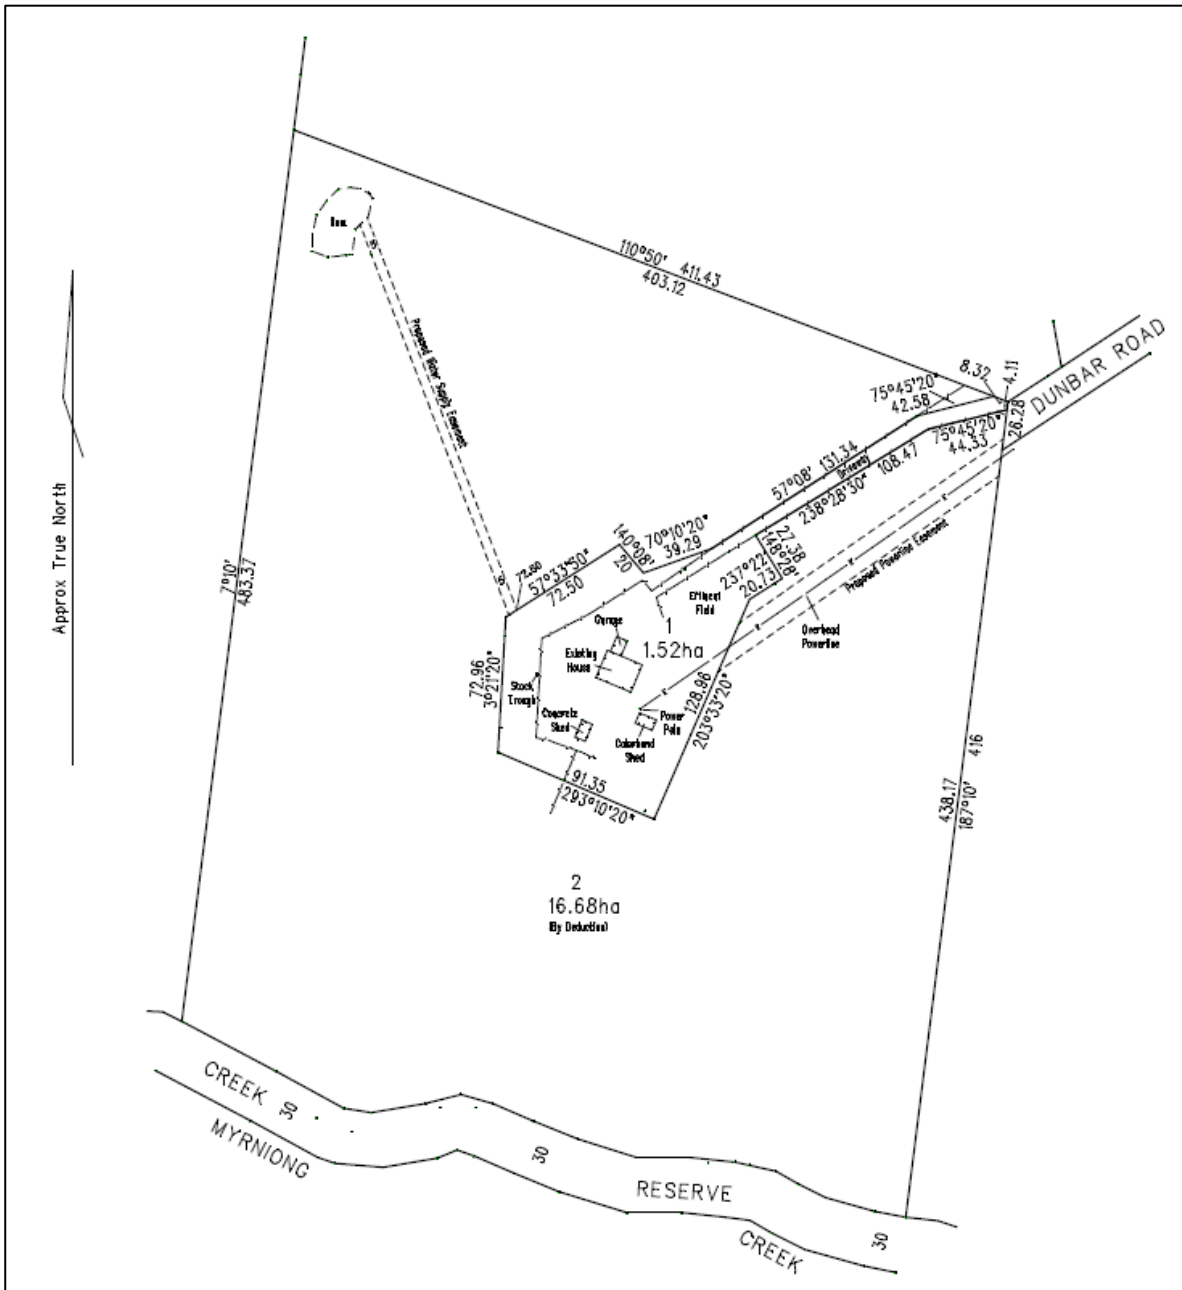 110°50' 411.43
403.12
Proposed Water Supply Easement
8.32
4.11
DUNBAR ROAD
75°45'20"
42.58
26.28
75°45'20"
44.33
57°08' 131.34
Driveway
108.47
238°28'30"
Approx True North
7°10'
483.37
72.60
57°33'50"
72.50
140°08'
20
70°10'20"
39.29
27.38
148°28'
237°22'
20.73
Effluent
Field
Proposed Powerline Easement
Overhead
Powerline
1
1.52ha
Garage
Existing
House
72.96
3°21'20"
Stock
Trough
Concrete
Shed
Power
Pole
Shed
128.96
203°33'20"
91.35
293°10'20"
416
438.17
187°10'
2
16.68ha
(By Deduction)
CREEK
30
MYRNIONG
30
RESERVE
CREEK
30